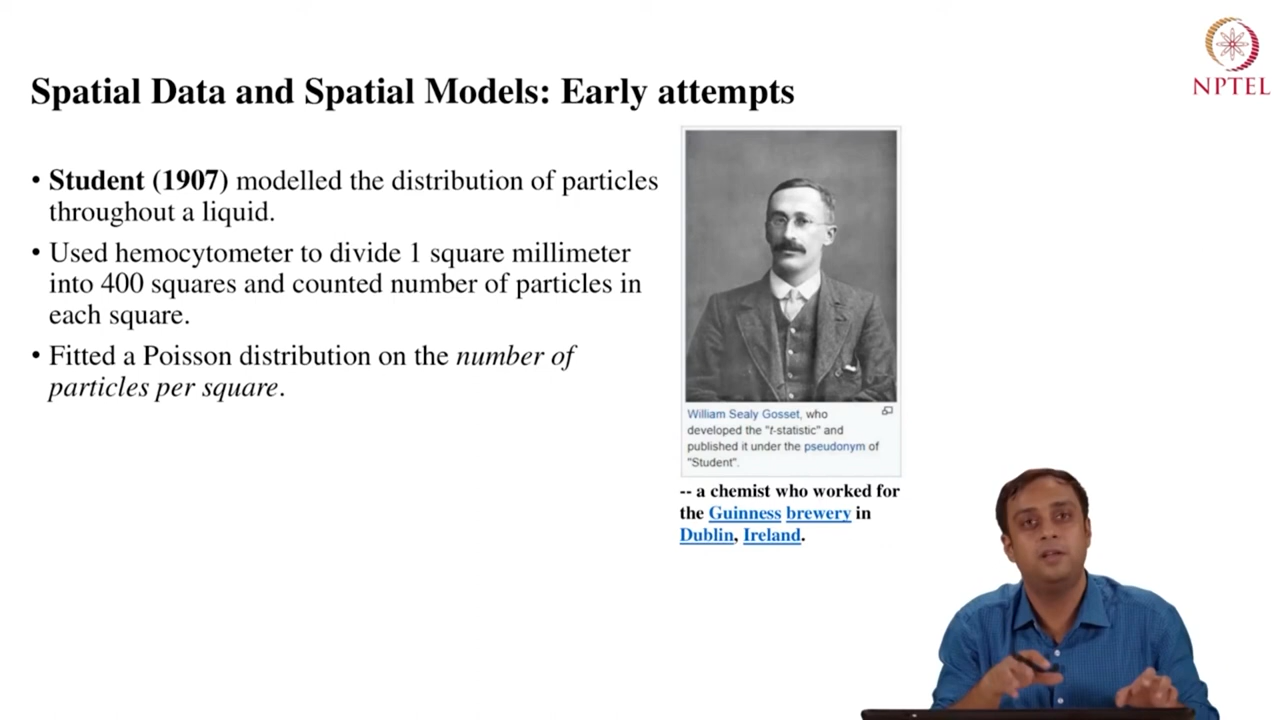 NPTEL
Spatial Data and Spatial Models: Early attempts
• Student (1907) modelled the distribution of particles
throughout a liquid.
• Used hemocytometer to divide 1 square millimeter
into 400 squares and counted number of particles in
each square.
• Fitted a Poisson distribution on the number of
particles per square.
William Sealy Gosset, who
developed the "t-statistic" and
published it under the pseudonym of
"Student".
-- a chemist who worked for
the Guinness brewery in
Dublin, Ireland.